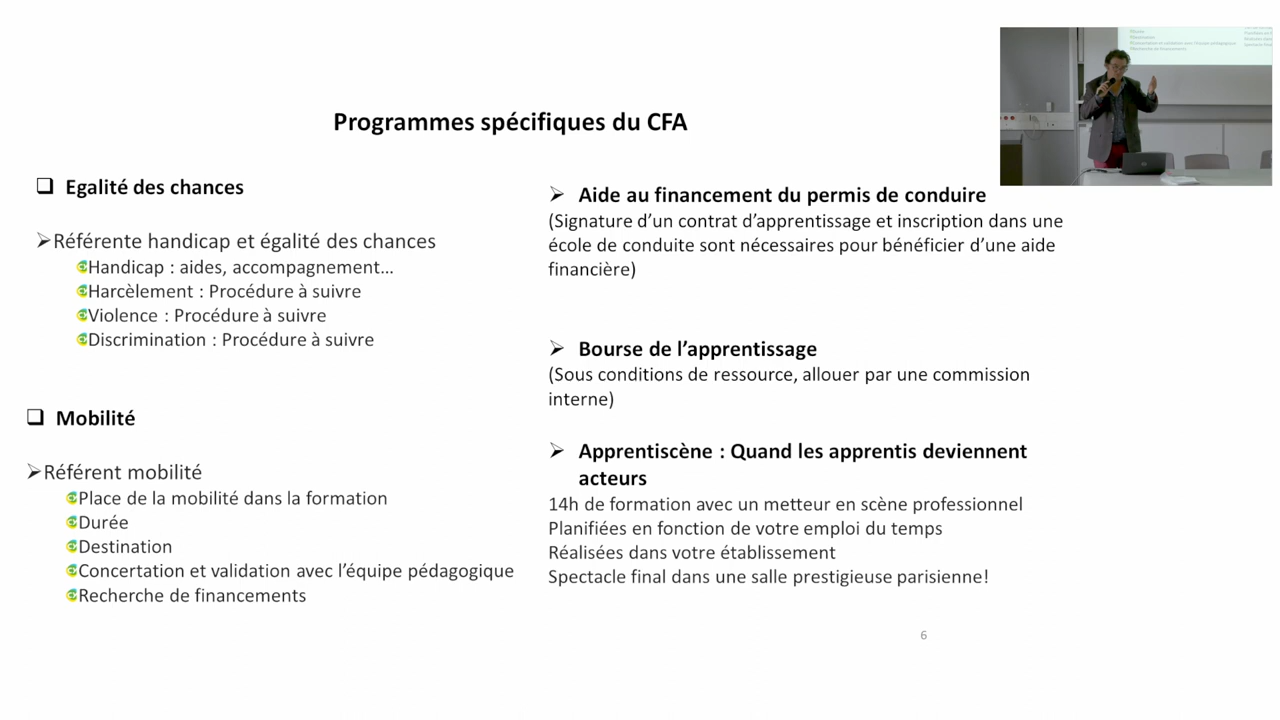 Programmes spécifiques du CFA
Egalité des chances
Référente handicap et égalité des chances
Handicap : aides, accompagnement...
Harcèlement : Procédure à suivre
Violence : Procédure à suivre
Discrimination : Procédure à suivre
Mobilité
Référent mobilité
Place de la mobilité dans la formation
Durée
Destination
Concertation et validation avec l’équipe pédagogique
Recherche de financements
Aide au financement du permis de conduire
(Signature d’un contrat d’apprentissage et inscription dans une
école de conduite sont nécessaires pour bénéficier d’une aide
financière)
Bourse de l’apprentissage
(Sous conditions de ressource, allouer par une commission
interne)
Apprentiscène : Quand les apprentis deviennent
acteurs
14h de formation avec un metteur en scène professionnel
Planifiées en fonction de votre emploi du temps
Réalisées dans votre établissement
Spectacle final dans une salle prestigieuse parisienne!
6